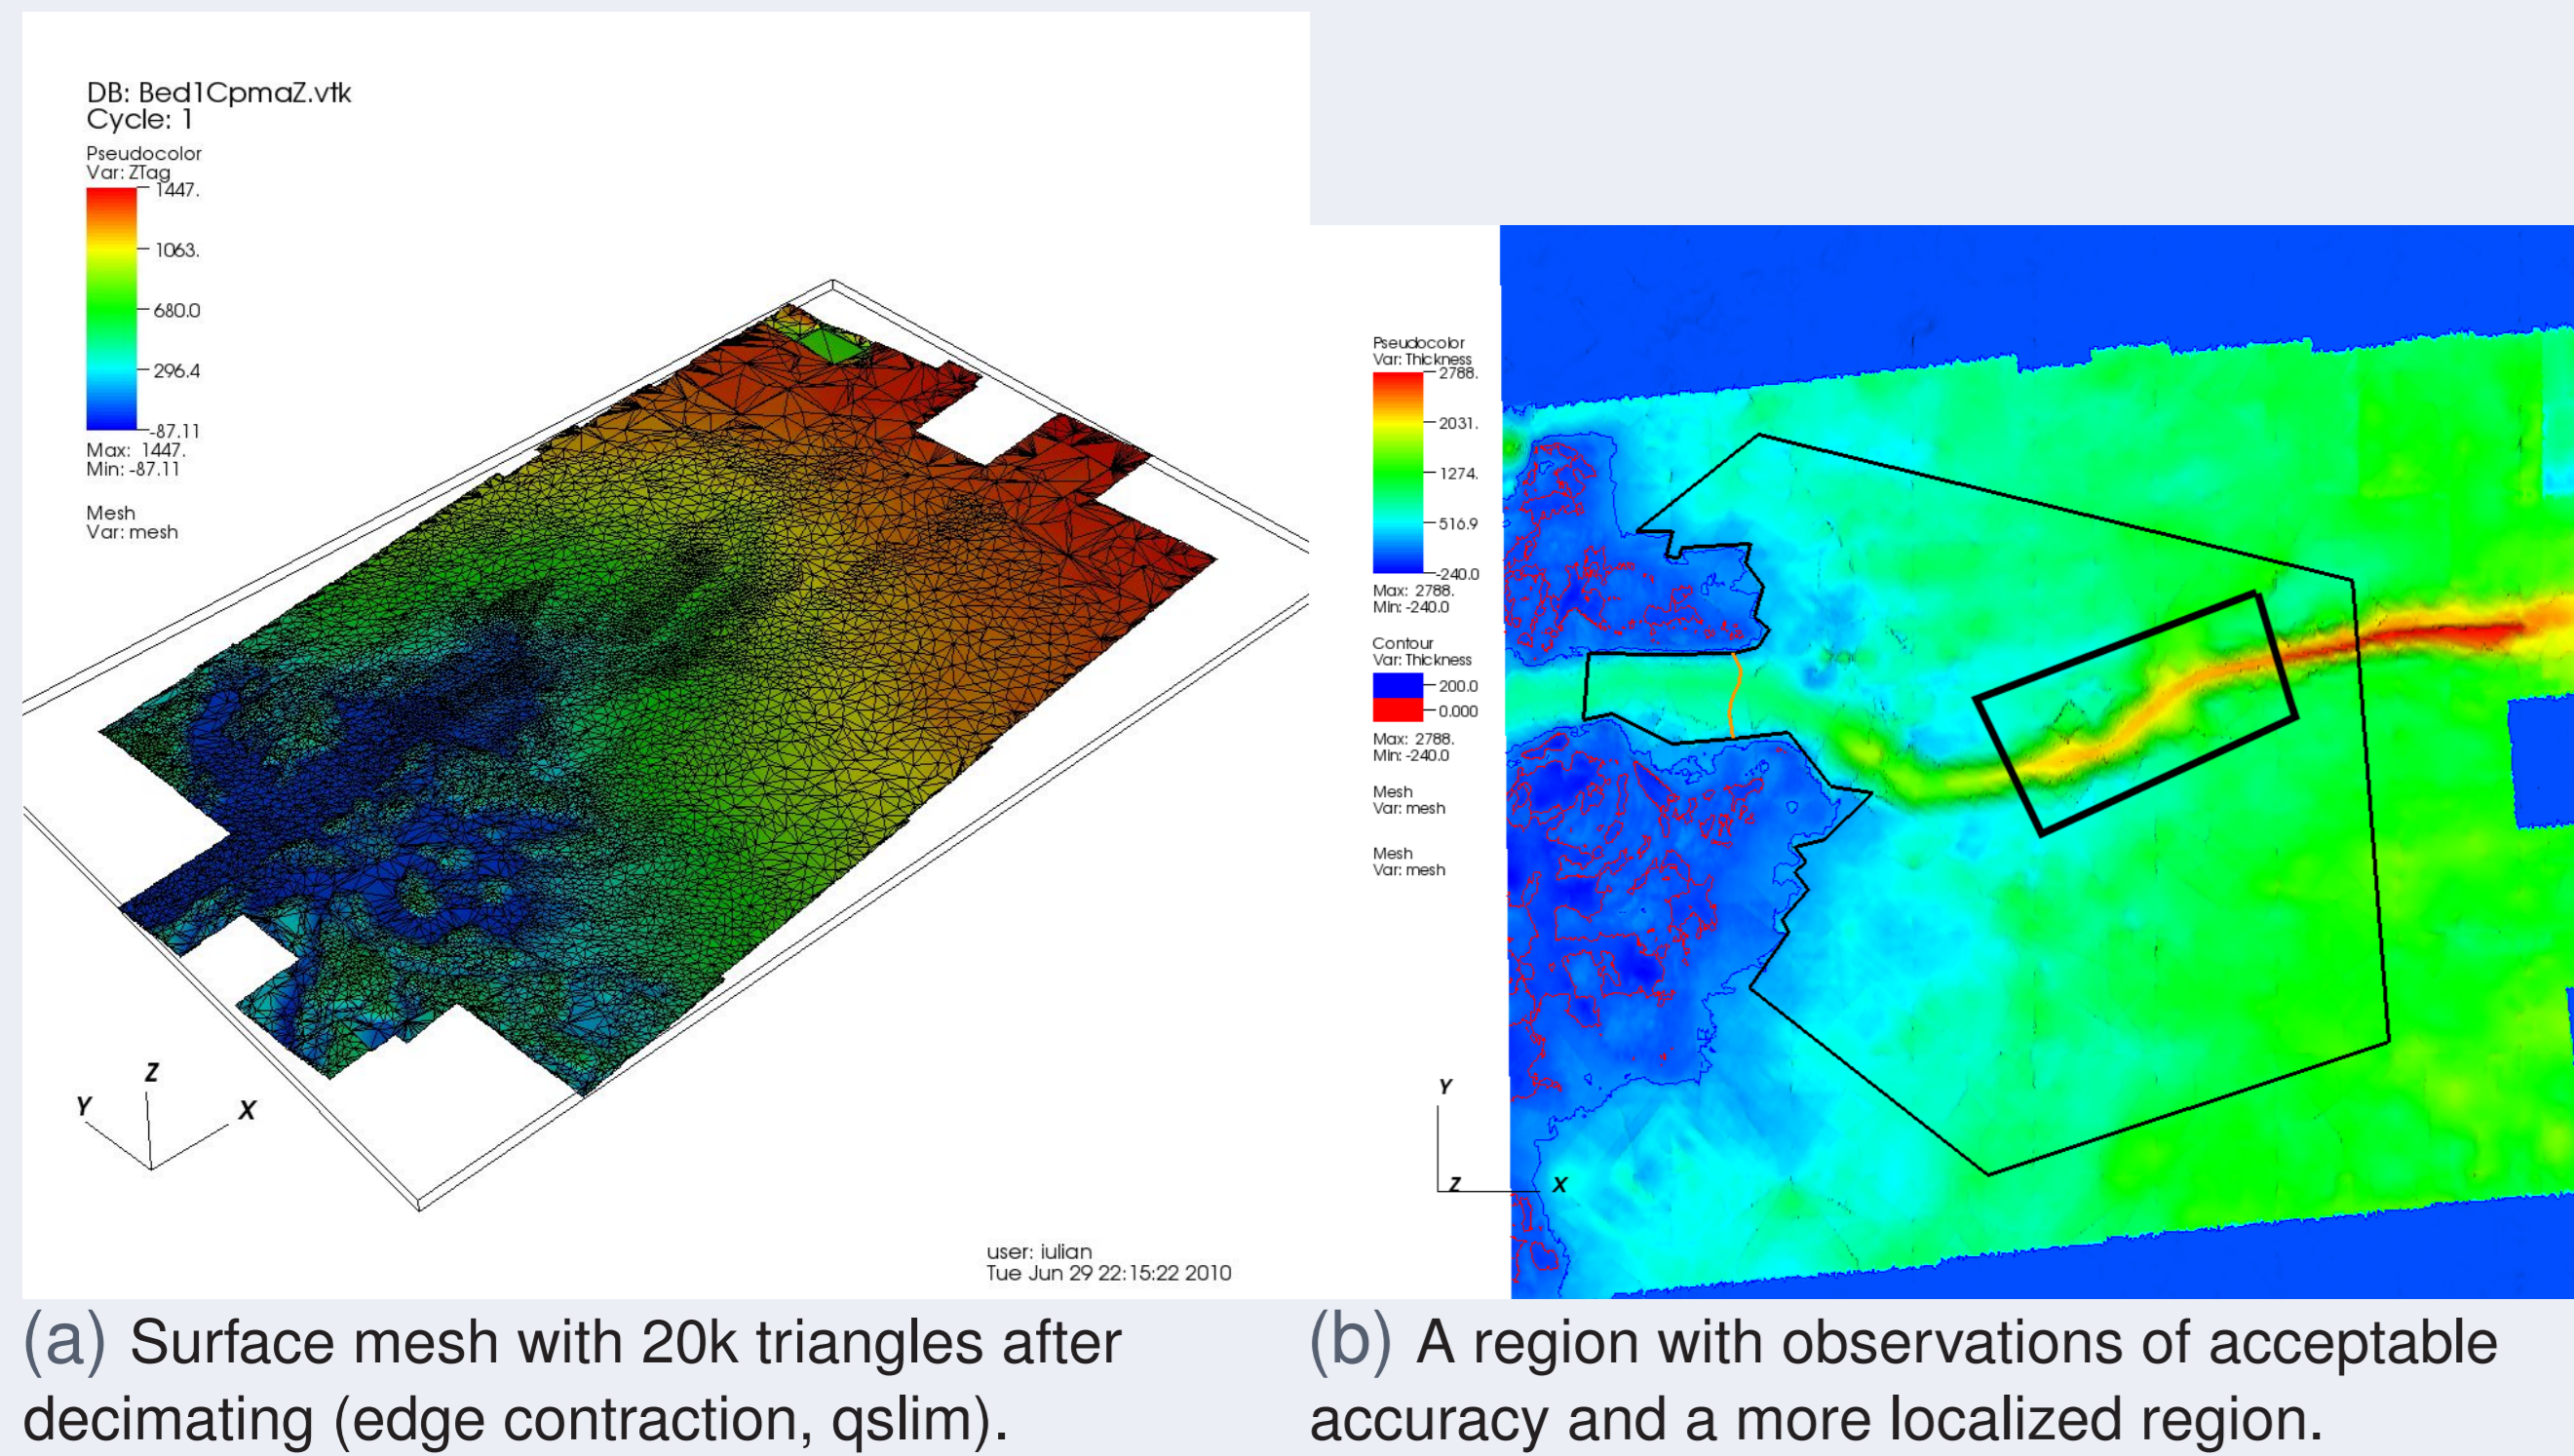 DB: Bed1CpmaZ.vtk
Cycle: 1
Pseudocolor
Var: ZTag
1447.
1063.
680.0
296.4
-87.11
Max: 1447.
Min: -87.11
Mesh
Var: mesh
Z
Y
X
user: iulian
Tue Jun 29 22:15:22 2010
Pseudocolor
Var: Thickness
2788.
2031.
1274.
516.9
-240.0
Max: 2788.
Min: -240.0
Contour
Var: Thickness
200.0
0.000
Max: 2788.
Min: -240.0
Mesh
Var: mesh
Mesh
Var: mesh
Y
Z
X
(a) Surface mesh with 20k triangles after
decimating (edge contraction, qslim).
(b) A region with observations of acceptable
accuracy and a more localized region.